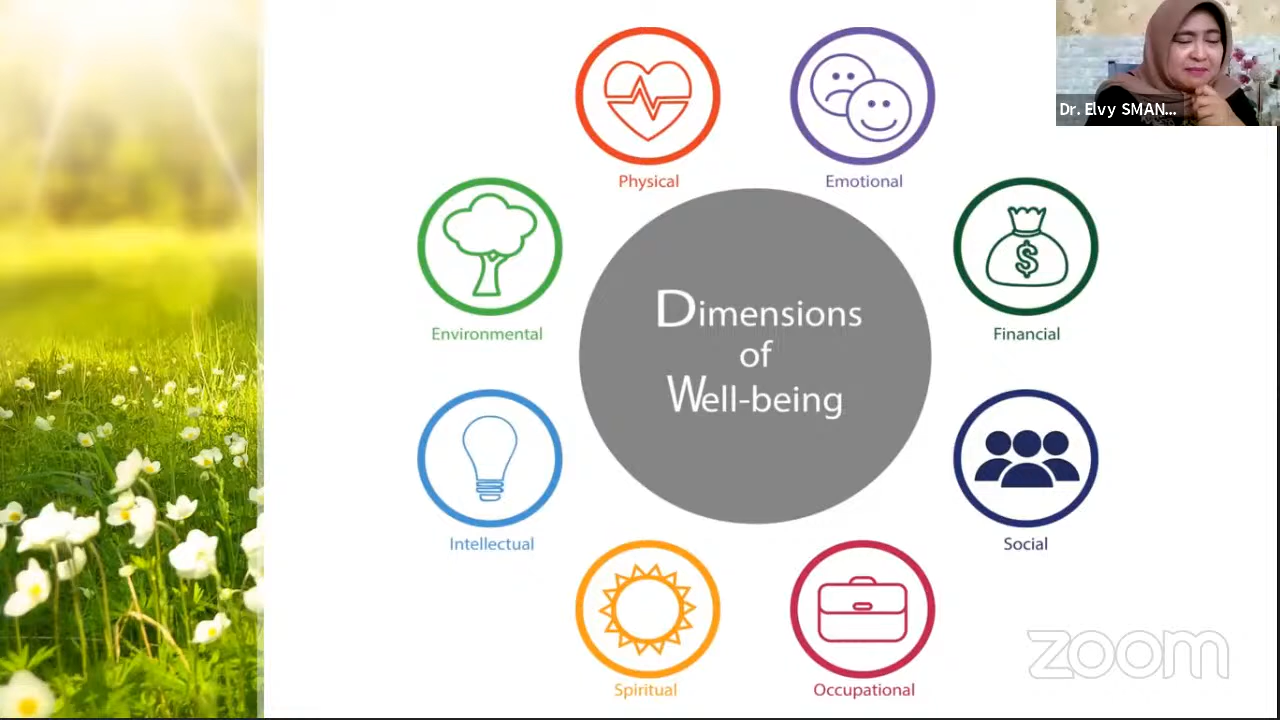 Dr. Elvy SMAN...
Physical
Emotional
Environmental
Financial
Dimensions
of
Well-being
Intellectual
Social
Spiritual
Occupational
zoom